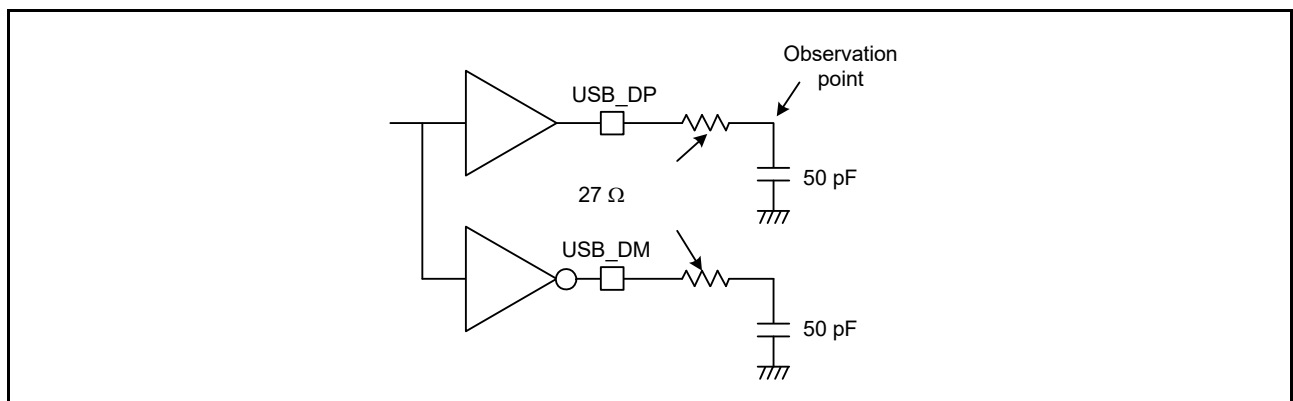 Observation
point
USB_DP
50 pF
27 Ω
USB_DM
50 pF